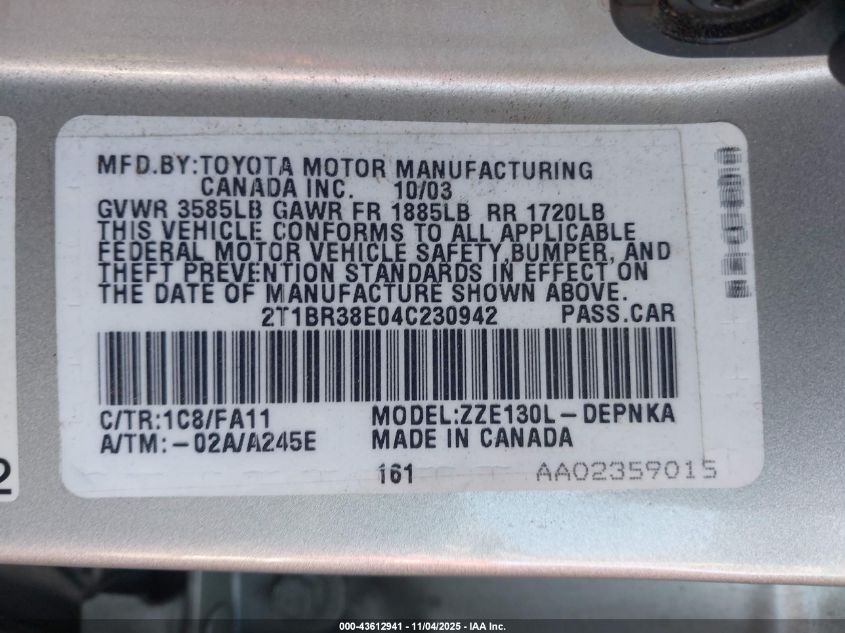 MFD.BY:TOYOTA MOTOR MANUFACTURING
CANADA INC. 10/03
GVWR 3585LB GAWR FR 1885LB RR 1720LB
THIS VEHICLE CONFORMS TO ALL APPLICABLE
FEDERAL MOTOR VEHICLE SAFETY,BUMPER, AND
THEFT PREVENTION STANDARDS IN EFFECT ON
THE DATE OF MANUFACTURE SHOWN ABOVE.
2T1BR38E04C230942 PASS.CAR
C/TR:1C8/FA11 MODEL:ZZE130L-DEPNKA
A/TM:-02A/A245E MADE IN CANADA
161 AA02359015
2
000-43612941 - 11/04/2025 - IAA Inc.